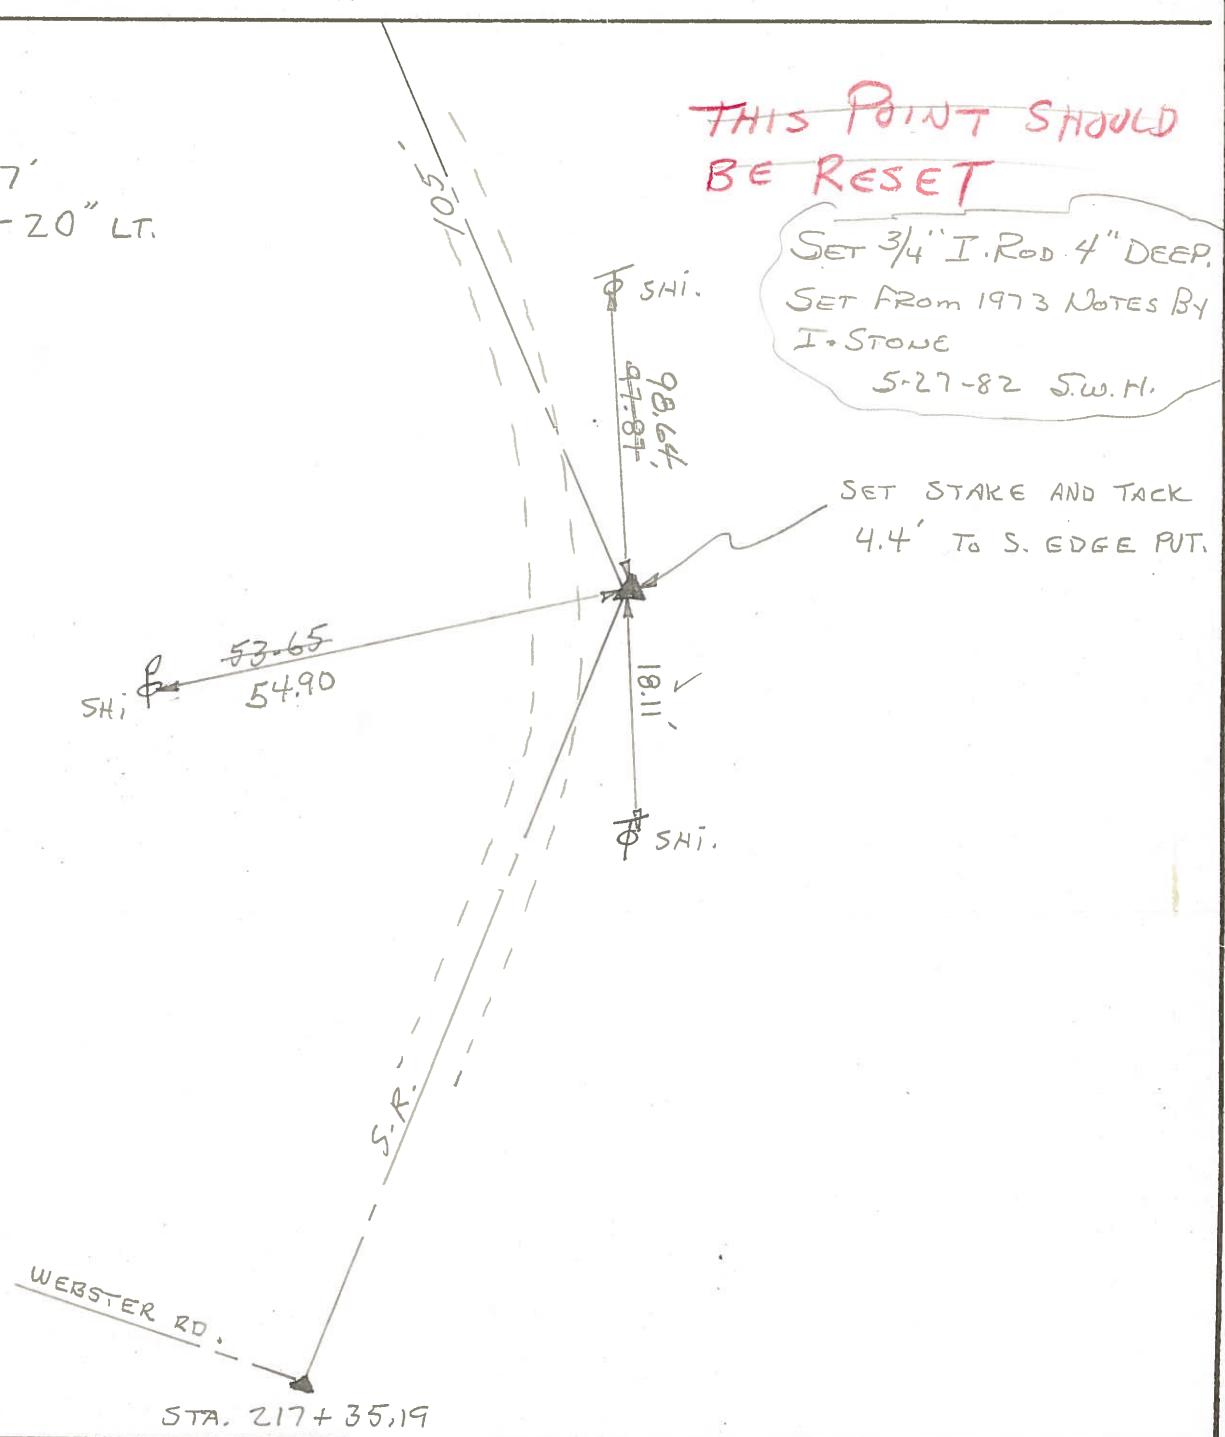 THIS POINT SHOULD
BE RESET
7'
-20" LT.
SET 3/4" I.ROD 4" DEEP.
SET FROM 1973 NOTES BY
I. STONE
5-27-82 S.W.H.
105
SHi.
98.64'
97.87
SET STAKE AND TACK
4.4' TO S. EDGE PVT.
53.65
54.90
SHi
18.11' ✓
SHi.
S.R.
WEBSTER RD.
STA. 217+35.19